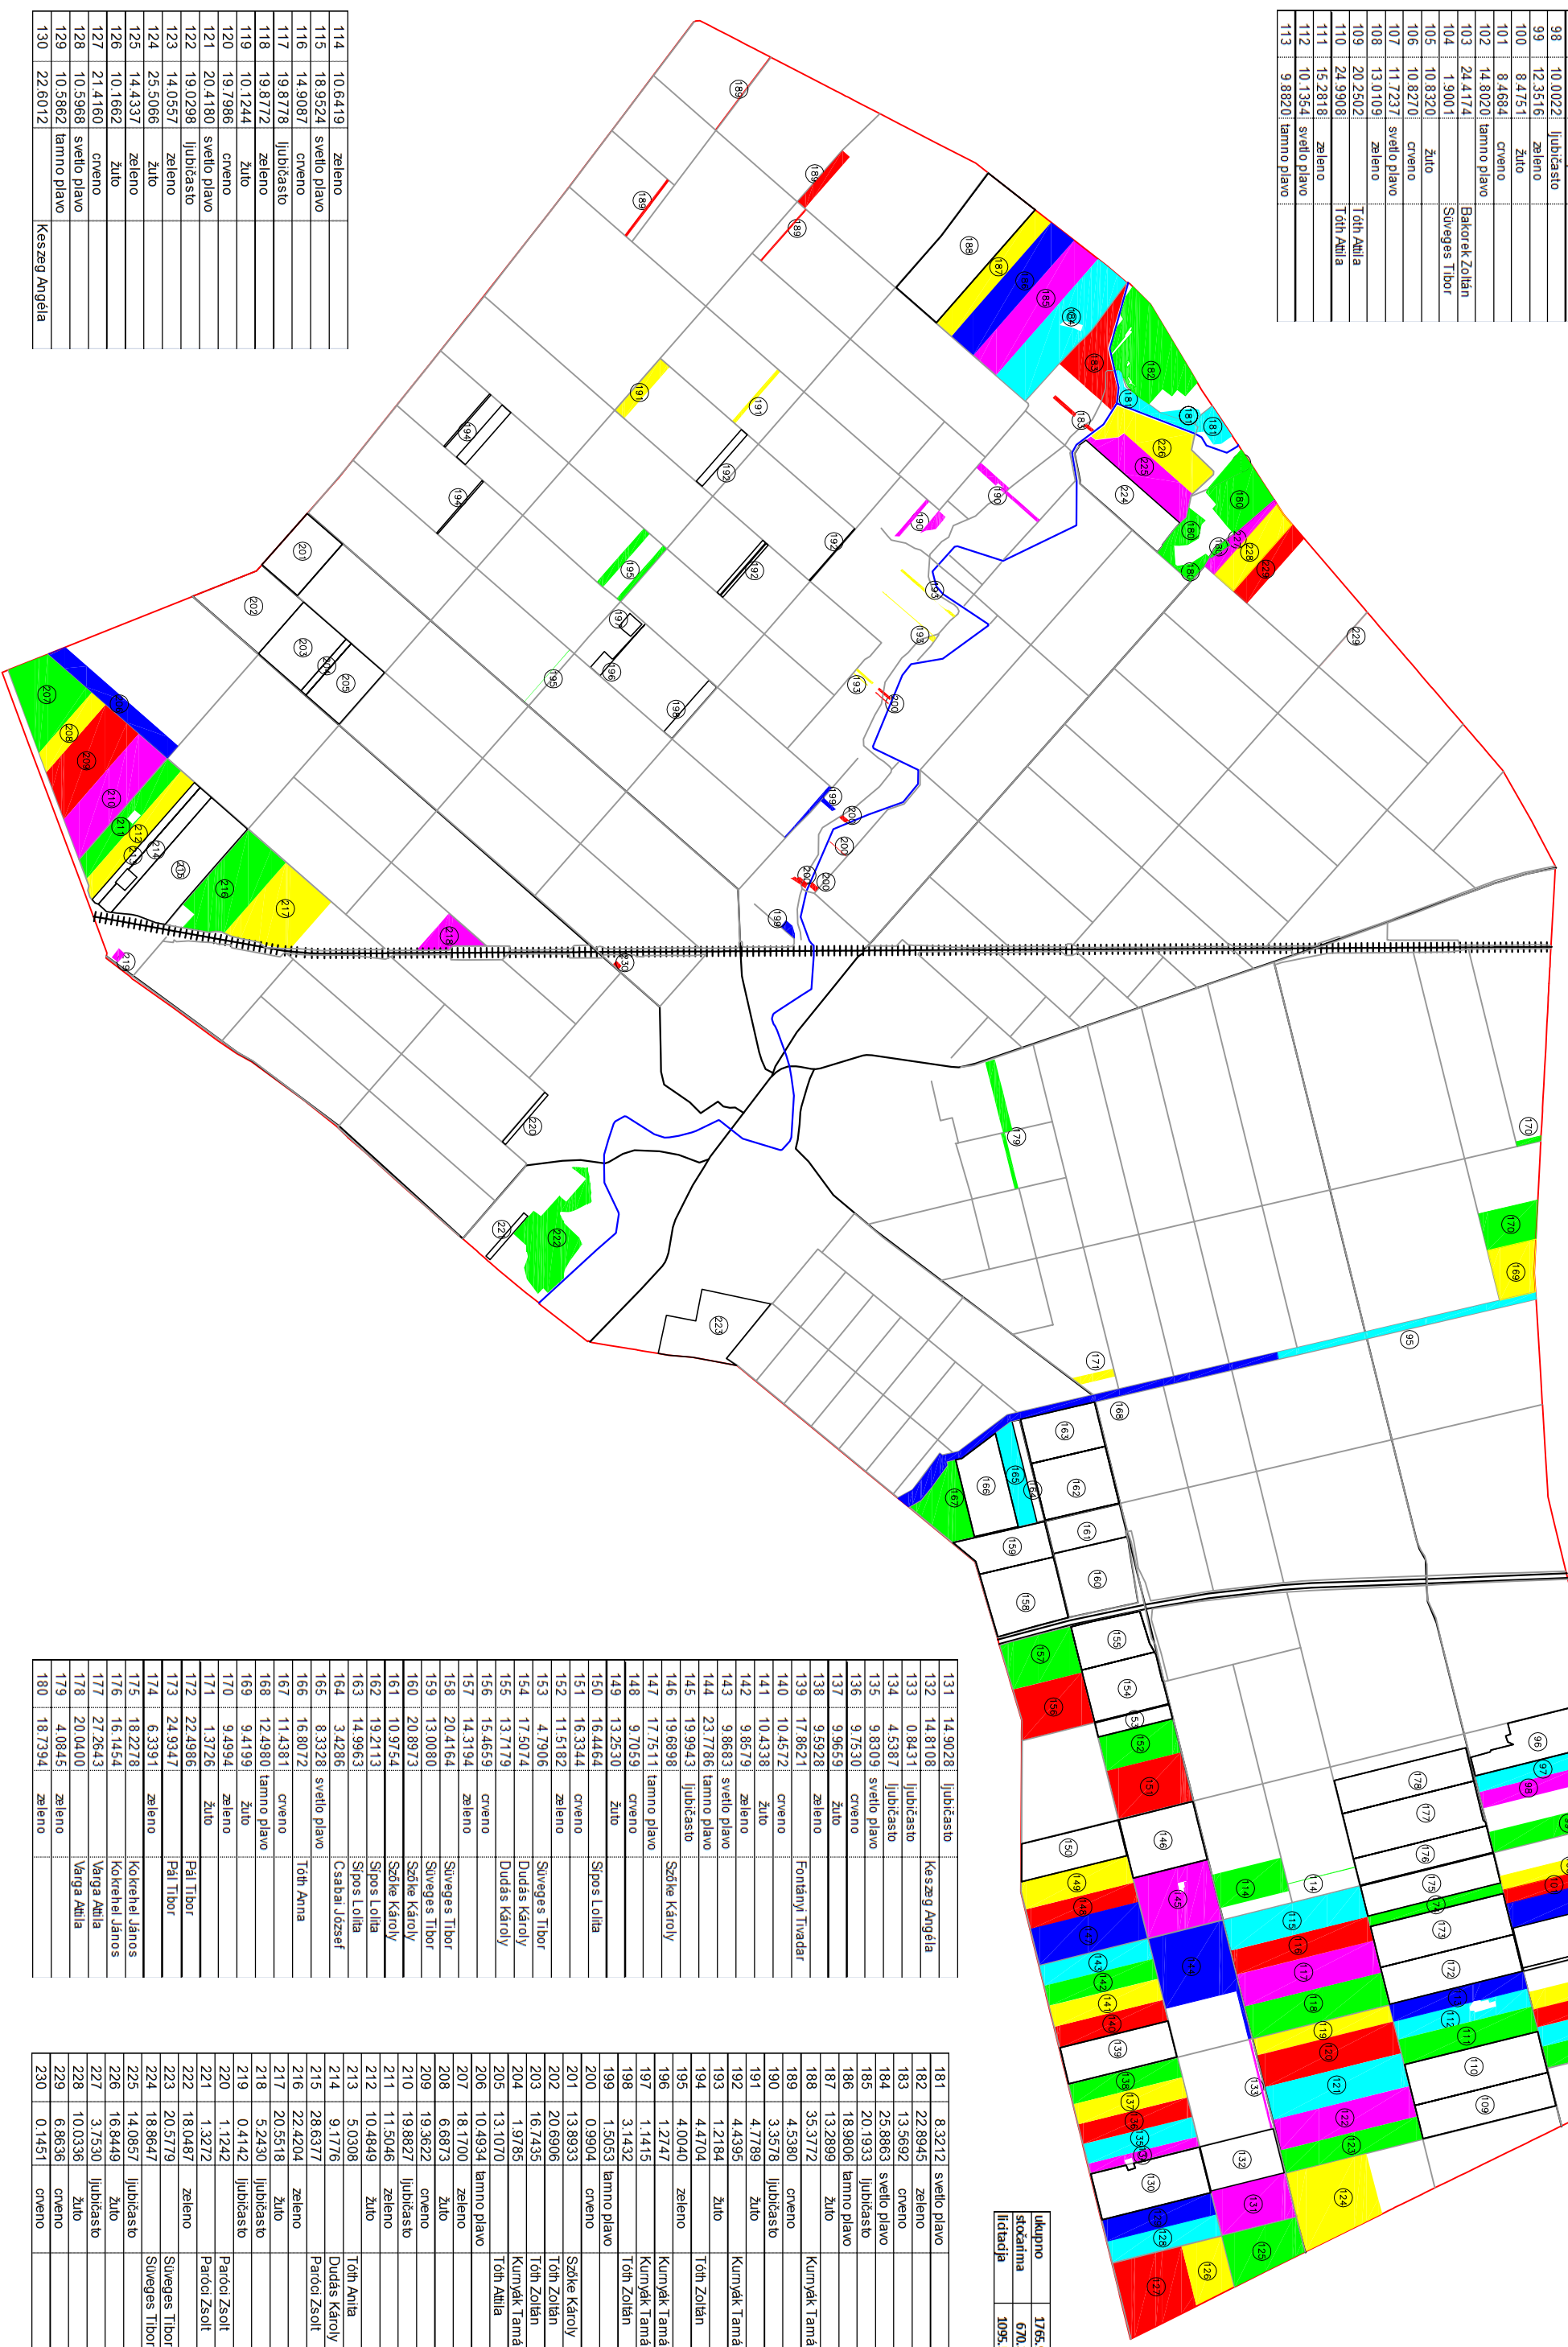 98 10.0022 ljubičasto
99 12.3516 zeleno
100 8.4751 žuto
101 8.4684 crveno
102 14.8020 tamno plavo
103 24.4174 Bakorek Zoltán
104 1.9001 Süveges Tibor
105 10.8320 žuto
106 10.8270 crveno
107 11.7237 svetlo plavo
108 13.0109 zeleno
109 20.2502 Tóth Attila
110 24.9908 Tóth Attila
111 15.2818 zeleno
112 10.1354 svetlo plavo
113 9.8820 tamno plavo
114 10.6419 zeleno
115 18.9524 svetlo plavo
116 14.9087 crveno
117 19.8778 ljubičasto
118 19.8772 zeleno
119 10.1244 žuto
120 19.7986 crveno
121 20.4180 svetlo plavo
122 19.0298 ljubičasto
123 14.0557 zeleno
124 25.5066 žuto
125 14.4337 zeleno
126 10.1662 žuto
127 21.4160 crveno
128 10.5968 svetlo plavo
129 10.5862 tamno plavo
130 22.6012 Keszeg Angéla
131 14.9028 ljubičasto
132 14.8108 Keszeg Angéla
133 0.8431 ljubičasto
134 4.5387 ljubičasto
135 9.8309 svetlo plavo
136 9.7530 crveno
137 9.9659 žuto
138 9.5928 zeleno
139 17.8621 Fontányi Tivadar
140 10.4572 crveno
141 10.4338 žuto
142 9.8579 zeleno
143 9.8683 svetlo plavo
144 23.7786 tamno plavo
145 19.9943 ljubičasto
146 19.6898 Szőke Károly
147 17.7511 tamno plavo
148 9.7059 crveno
149 13.2530 žuto
150 16.4464 Sípos Lolita
151 16.3344 crveno
152 11.5182 zeleno
153 4.7906 Süveges Tibor
154 17.5074 Dudás Károly
155 13.7179 Dudás Károly
156 15.4659 crveno
157 14.3194 zeleno
158 20.4164 Süveges Tibor
159 13.0080 Süveges Tibor
160 20.8973 Szőke Károly
161 10.9754 Szőke Károly
162 19.2113 Sípos Lolita
163 14.9963 Sípos Lolita
164 3.4286 Csabai József
165 8.3328 svetlo plavo
166 16.8072 Tóth Anna
167 11.4381 crveno
168 12.4980 tamno plavo
169 9.4199 žuto
170 9.4994 zeleno
171 1.3726 žuto
172 22.4986 Pál Tibor
173 24.9347 Pál Tibor
174 6.3391 zeleno
175 18.2278 Kokrehel János
176 16.1454 Kokrehel János
177 27.2643 Varga Attila
178 20.0400 Varga Attila
179 4.0845 zeleno
180 18.7394 zeleno
181 8.3212 svetlo plavo
182 22.8945 zeleno
183 13.5692 crveno
184 25.8863 svetlo plavo
185 20.1933 ljubičasto
186 18.9806 tamno plavo
187 13.2899 žuto
188 35.3772 Kurnyák Tamá
189 4.5380 crveno
190 3.3578 ljubičasto
191 4.7789 žuto
192 4.4395 Kurnyák Tamá
193 1.2184 žuto
194 4.4704 Tóth Zoltán
195 4.0040 zeleno
196 1.2747 Kurnyák Tamá
197 1.1415 Kurnyák Tamá
198 3.1432 Tóth Zoltán
199 1.5053 tamno plavo
200 0.9904 crveno
201 13.8933 Szőke Károly
202 20.6906 Tóth Zoltán
203 16.7435 Tóth Zoltán
204 1.9785 Kurnyák Tamá
205 13.1070 Tóth Attila
206 10.4934 tamno plavo
207 18.1700 zeleno
208 6.6873 žuto
209 19.3622 crveno
210 19.8827 ljubičasto
211 11.5046 zeleno
212 10.4849 žuto
213 5.0308 Tóth Anita
214 9.1776 Dudás Károly
215 28.6377 Paróci Zsolt
216 22.4204 zeleno
217 20.5518 žuto
218 5.2430 ljubičasto
219 0.4142 ljubičasto
220 1.1242 Paróci Zsolt
221 1.3272 Paróci Zsolt
222 18.0487 zeleno
223 20.5779 Süveges Tibor
224 18.8647 Süveges Tibor
225 14.0857 ljubičasto
226 16.8449 žuto
227 3.7530 ljubičasto
228 10.0336 žuto
229 6.8636 crveno
230 0.1451 crveno
ukupno 1765.
stočarima 670.
licitacija 1095.